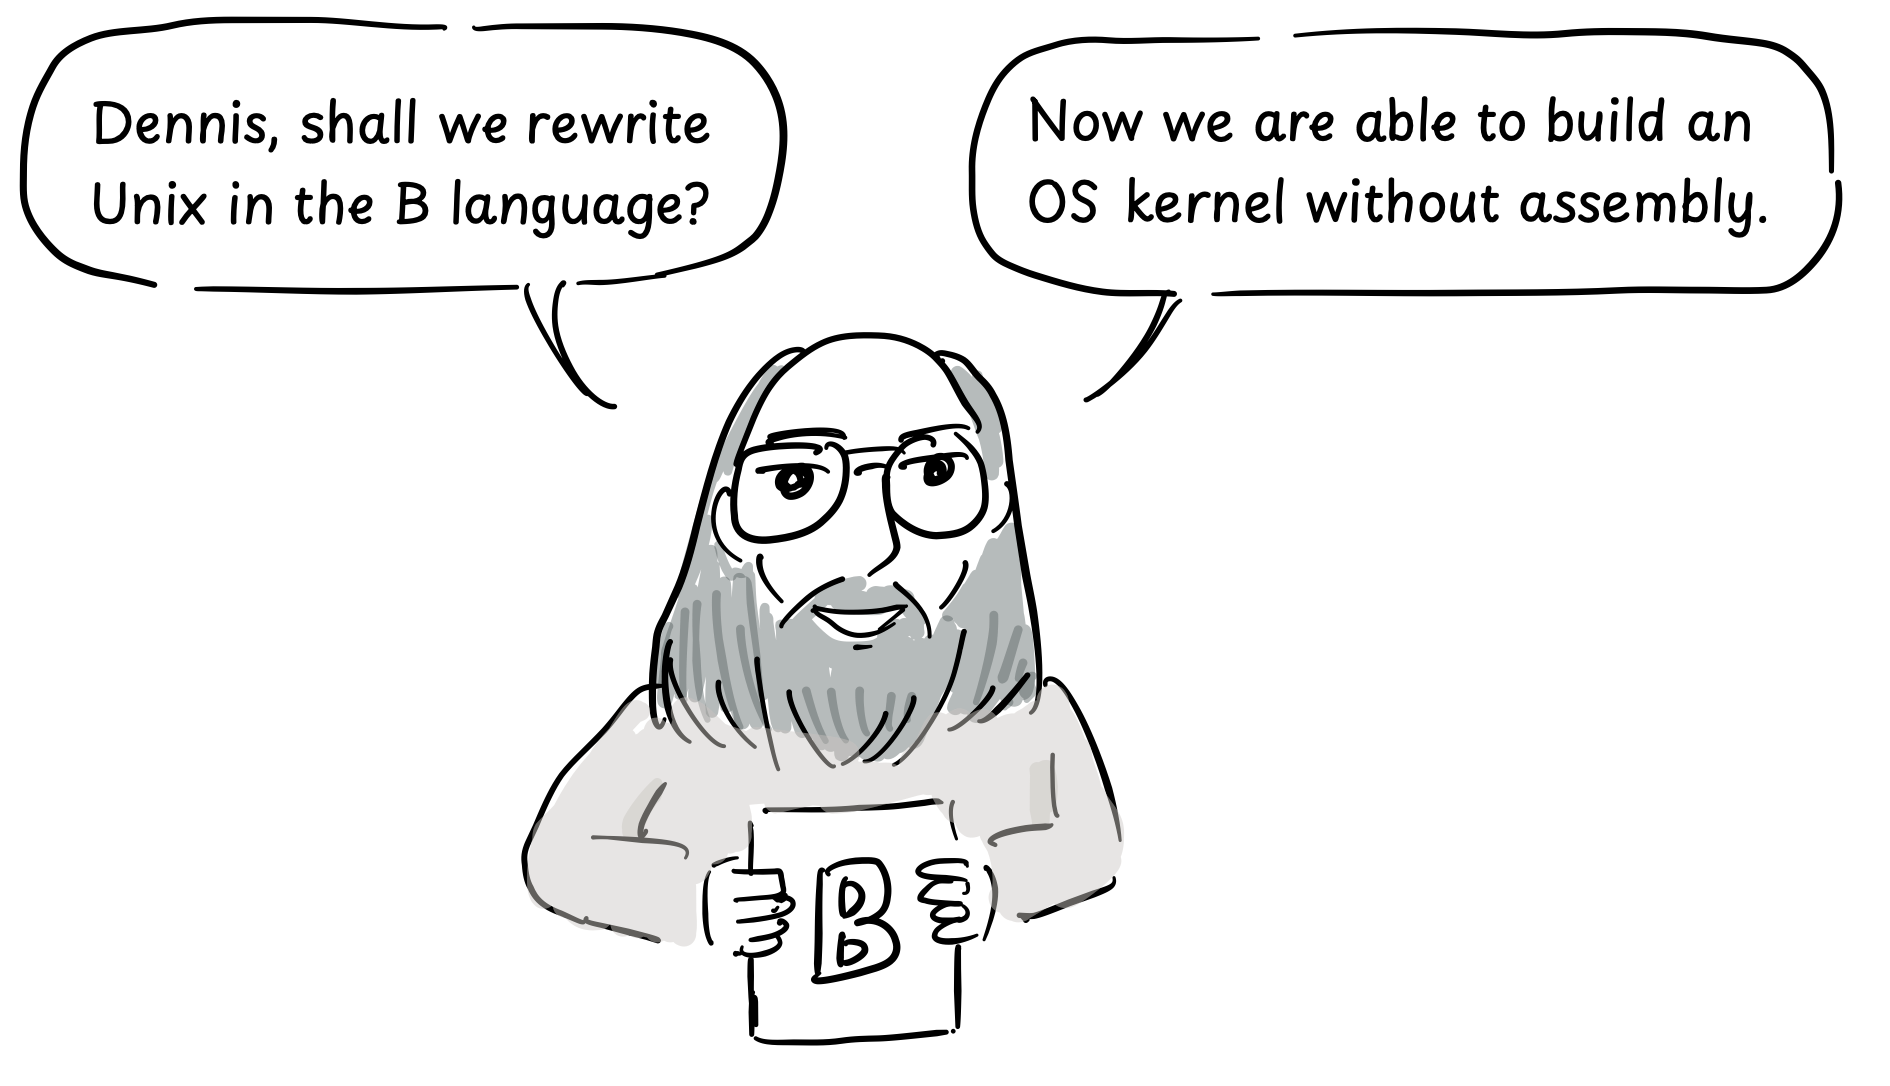 Dennis, shall we rewrite
Unix in the B language?
Now we are able to build an
OS kernel without assembly.
B